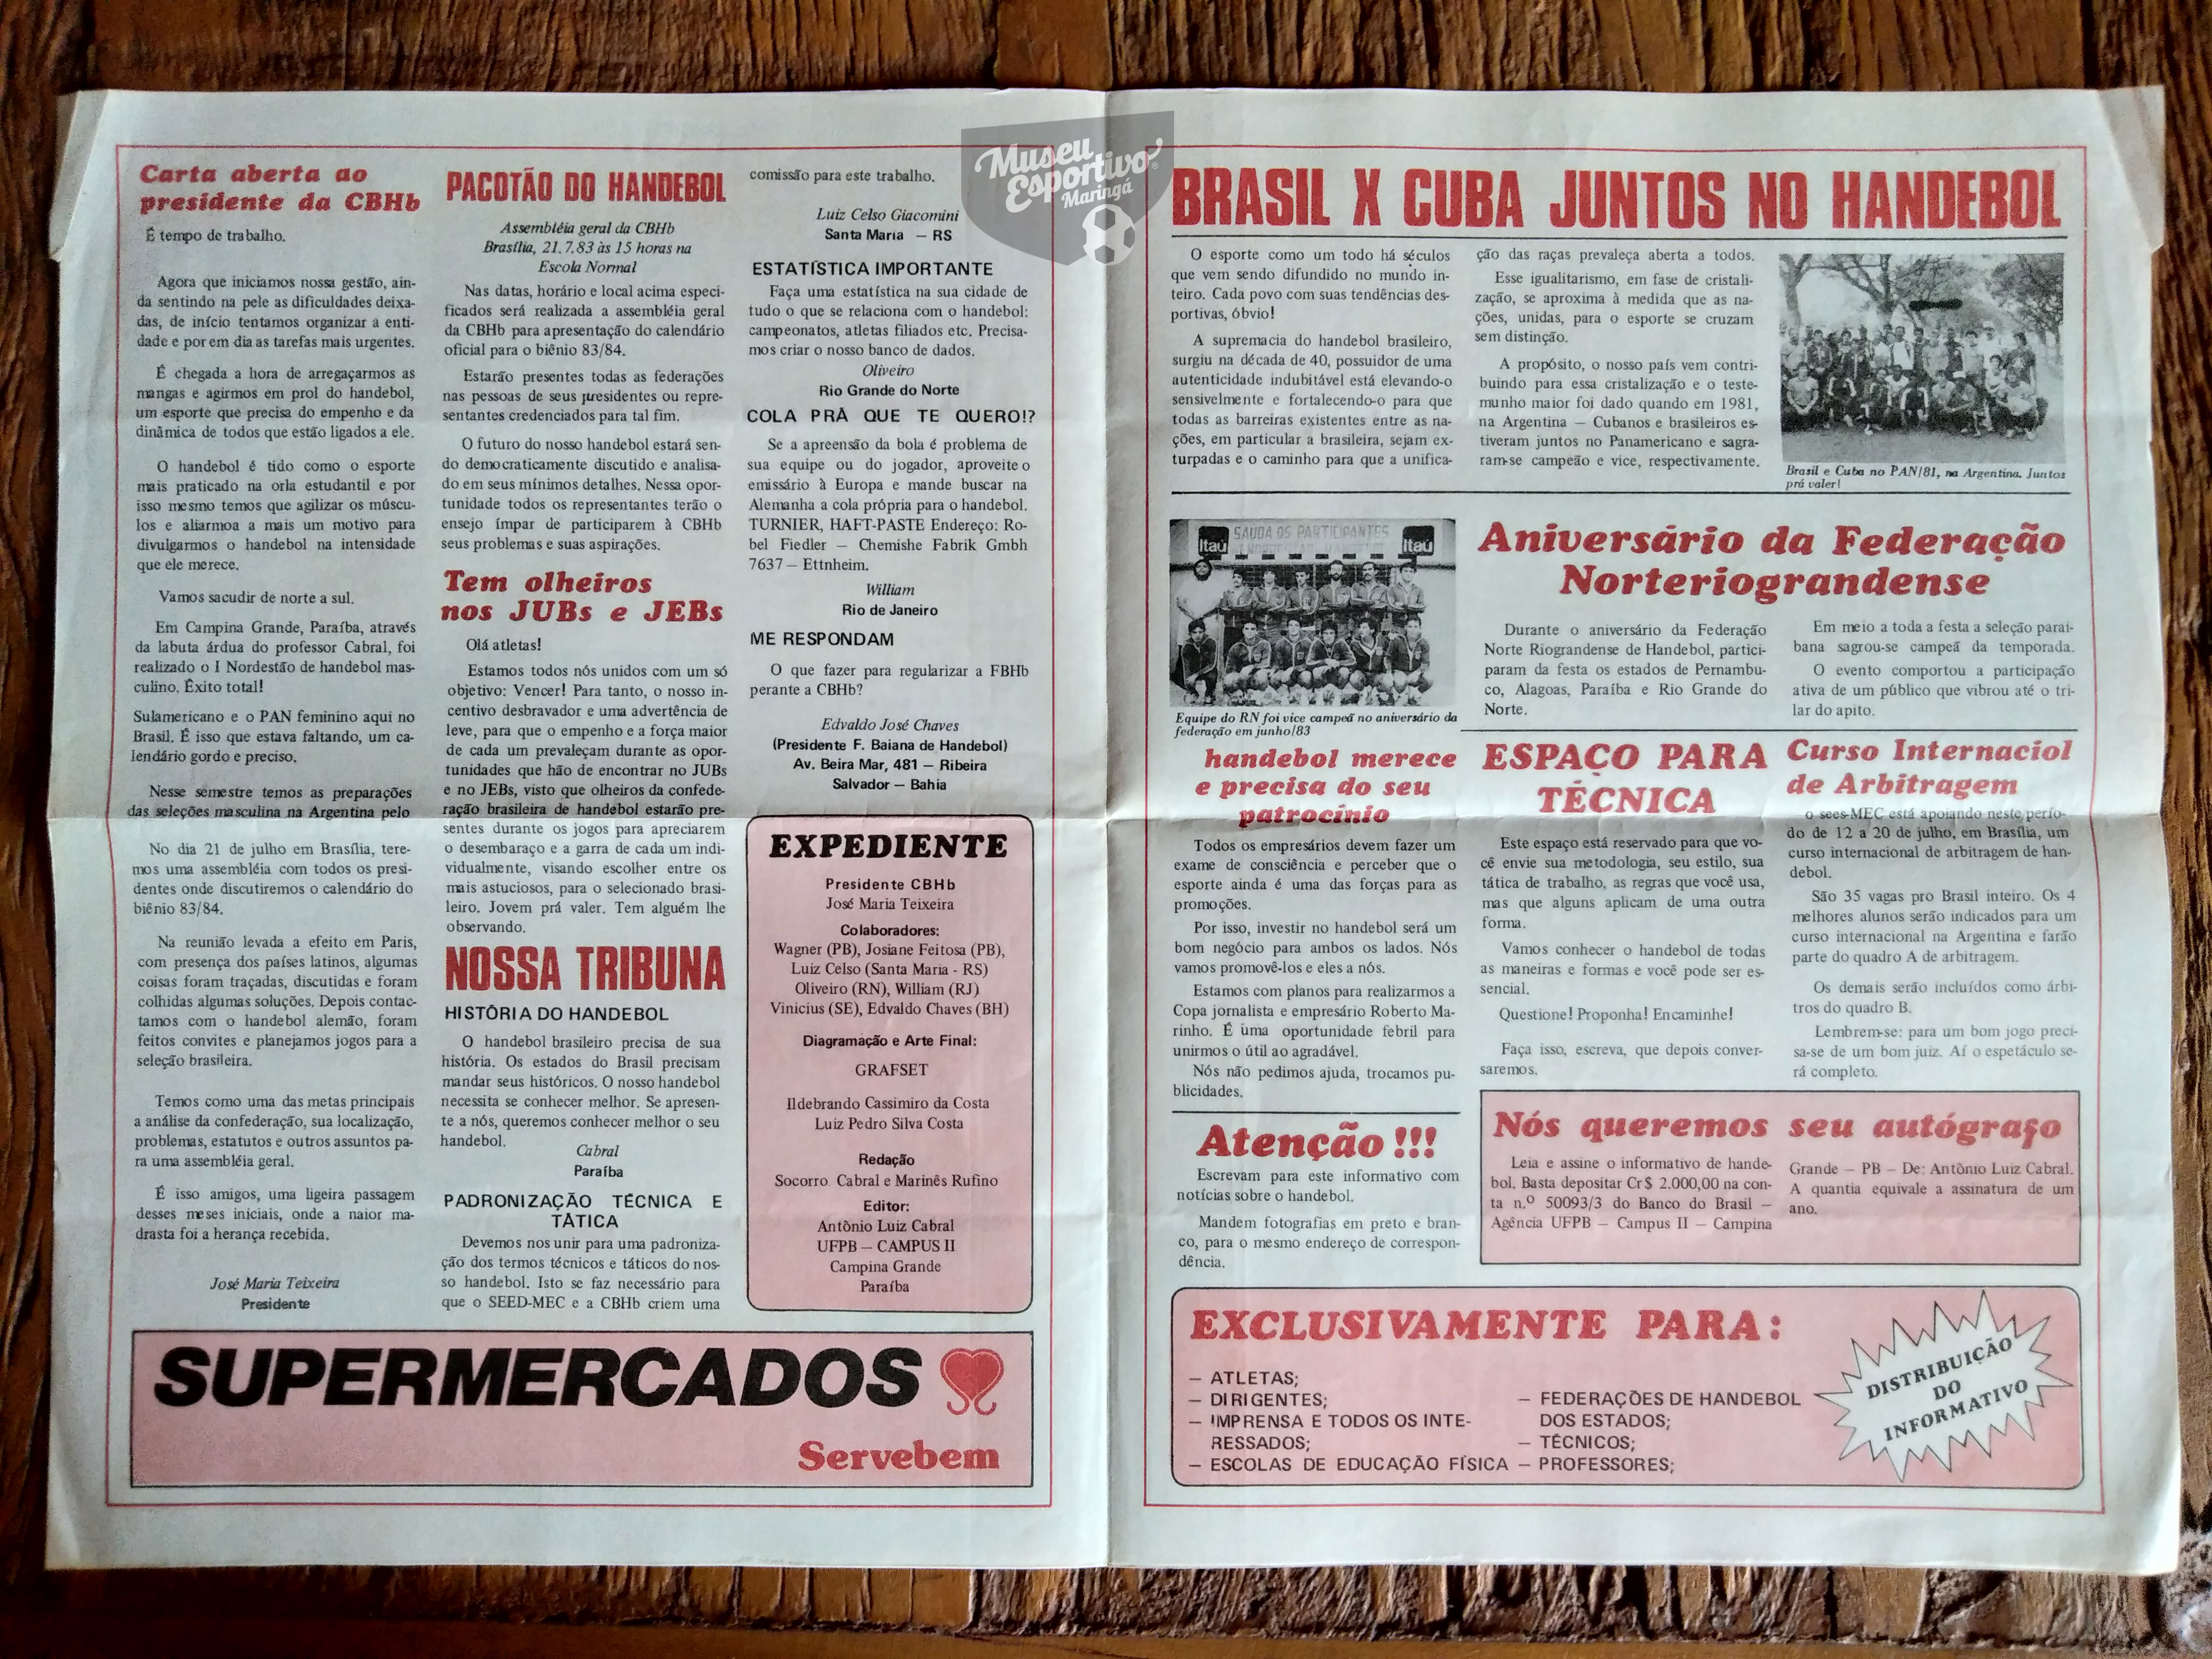 Museu
Esportivo
Maringá
Carta aberta ao
presidente da CBHb
É tempo de trabalho.
Agora que iniciamos nossa gestão, ain-
da sentindo na pele as dificuldades deixa-
das, de início tentamos organizar a enti-
dade e por em dia as tarefas mais urgentes.
É chegada a hora de arregaçarmos as
mangas e agirmos em prol do handebol,
um esporte que precisa do empenho e da
dinâmica de todos que estão ligados a ele.
O handebol é tido como o esporte
mais praticado na orla estudantil e por
isso mesmo temos que agilizar os múscu-
los e aliarmoa a mais um motivo para
divulgarmos o handebol na intensidade
que ele merece.
Vamos sacudir de norte a sul.
Em Campina Grande, Paraíba, através
da labuta árdua do professor Cabral, foi
realizado o I Nordestão de handebol mas-
culino. Êxito total!
Sulamericano e o PAN feminino aqui no
Brasil. É isso que estava faltando, um ca-
lendário gordo e preciso.
Nesse semestre temos as preparações
das seleções masculina na Argentina pelo
No dia 21 de julho em Brasília, tere-
mos uma assembléia com todos os presi-
dentes onde discutiremos o calendário do
biênio 83/84.
Na reunião levada a efeito em Paris,
com presença dos países latinos, algumas
coisas foram traçadas, discutidas e foram
colhidas algumas soluções. Depois contac-
tamos com o handebol alemão, foram
feitos convites e planejamos jogos para a
seleção brasileira.
Temos como uma das metas principais
a análise da confederação, sua localização,
problemas, estatutos e outros assuntos pa-
ra uma assembléia geral.
É isso amigos, uma ligeira passagem
desses meses iniciais, onde a naior ma-
drasta foi a herança recebida.
José Maria Teixeira
Presidente
PACOTÃO DO HANDEBOL
Assembléia geral da CBHb
Brasília, 21.7.83 às 15 horas na
Escola Normal
Nas datas, horário e local acima especi-
ficados será realizada a assembléia geral
da CBHb para apresentação do calendário
oficial para o biênio 83/84.
Estarão presentes todas as federações
nas pessoas de seus presidentes ou repre-
sentantes credenciados para tal fim.
O futuro do nosso handebol estará sen-
do democraticamente discutido e analisa-
do em seus mínimos detalhes. Nessa opor-
tunidade todos os representantes terão o
ensejo ímpar de participarem à CBHb
seus problemas e suas aspirações.
Tem olheiros
nos JUBs e JEBs
Olá atletas!
Estamos todos nós unidos com um só
objetivo: Vencer! Para tanto, o nosso in-
centivo desbravador e uma advertência de
leve, para que o empenho e a força maior
de cada um prevaleçam durante as opor-
tunidades que hão de encontrar no JUBs
e no JEBs, visto que olheiros da confede-
ração brasileira de handebol estarão pre-
sentes durante os jogos para apreciarem
o desembaraço e a garra de cada um indi-
vidualmente, visando escolher entre os
mais astuciosos, para o selecionado brasi-
leiro. Jovem prá valer. Tem alguém lhe
observando.
NOSSA TRIBUNA
HISTÓRIA DO HANDEBOL
O handebol brasileiro precisa de sua
história. Os estados do Brasil precisam
mandar seus históricos. O nosso handebol
necessita se conhecer melhor. Se apresen-
te a nós, queremos conhecer melhor o seu
handebol.
Cabral
Paraíba
PADRONIZAÇÃO TÉCNICA E
TÁTICA
Devemos nos unir para uma padroniza-
ção dos termos técnicos e táticos do nos-
so handebol. Isto se faz necessário para
que o SEED-MEC e a CBHb criem uma
comissão para este trabalho.
Luiz Celso Giacomini
Santa Maria – RS
ESTATÍSTICA IMPORTANTE
Faça uma estatística na sua cidade de
tudo o que se relaciona com o handebol:
campeonatos, atletas filiados etc. Precisa-
mos criar o nosso banco de dados.
Oliveiro
Rio Grande do Norte
COLA PRÁ QUE TE QUERO!?
Se a apreensão da bola é problema de
sua equipe ou do jogador, aproveite o
emissário à Europa e mande buscar na
Alemanha a cola própria para o handebol.
TURNIER, HAFT-PASTE Endereço: Ro-
bel Fiedler – Chemishe Fabrik Gmbh
7637 – Ettnheim.
William
Rio de Janeiro
ME RESPONDAM
O que fazer para regularizar a FBHb
perante a CBHb?
Edvaldo José Chaves
(Presidente F. Baiana de Handebol)
Av. Beira Mar, 481 – Ribeira
Salvador – Bahia
EXPEDIENTE
Presidente CBHb
José Maria Teixeira
Colaboradores:
Wagner (PB), Josiane Feitosa (PB),
Luiz Celso (Santa Maria - RS)
Oliveiro (RN), William (RJ)
Vinicius (SE), Edvaldo Chaves (BH)
Diagramação e Arte Final:
GRAFSET
Ildebrando Cassimiro da Costa
Luiz Pedro Silva Costa
Redação
Socorro Cabral e Marinês Rufino
Editor:
Antônio Luiz Cabral
UFPB – CAMPUS II
Campina Grande
Paraíba
SUPERMERCADOS
Servebem
BRASIL X CUBA JUNTOS NO HANDEBOL
O esporte como um todo há séculos
que vem sendo difundido no mundo in-
teiro. Cada povo com suas tendências des-
portivas, óbvio!
A supremacia do handebol brasileiro,
surgiu na década de 40, possuidor de uma
autenticidade indubitável está elevando-o
sensivelmente e fortalecendo-o para que
todas as barreiras existentes entre as na-
ções, em particular a brasileira, sejam ex-
turpadas e o caminho para que a unifica-
ção das raças prevaleça aberta a todos.
Esse igualitarismo, em fase de cristali-
zação, se aproxima à medida que as na-
ções, unidas, para o esporte se cruzam
sem distinção.
A propósito, o nosso país vem contri-
buindo para essa cristalização e o teste-
munho maior foi dado quando em 1981,
na Argentina – Cubanos e brasileiros es-
tiveram juntos no Panamericano e sagra-
ram-se campeão e vice, respectivamente.
Brasil e Cuba no PAN/81, na Argentina. Juntos
prá valer!
Itaú
SAUDA OS PARTICIPANTES
Itaú
Equipe do RN foi vice campeã no aniversário da
federação em junho/83
Aniversário da Federação
Norteriograndense
Durante o aniversário da Federação
Norte Riograndense de Handebol, partici-
param da festa os estados de Pernambu-
co, Alagoas, Paraíba e Rio Grande do
Norte.
Em meio a toda a festa a seleção parai-
bana sagrou-se campeã da temporada.
O evento comportou a participação
ativa de um público que vibrou até o tri-
lar do apito.
handebol merece
e precisa do seu
patrocínio
Todos os empresários devem fazer um
exame de consciência e perceber que o
esporte ainda é uma das forças para as
promoções.
Por isso, investir no handebol será um
bom negócio para ambos os lados. Nós
vamos promovê-los e eles a nós.
Estamos com planos para realizarmos a
Copa jornalista e empresário Roberto Ma-
rinho. É uma oportunidade febril para
unirmos o útil ao agradável.
Nós não pedimos ajuda, trocamos pu-
blicidades.
Atenção !!!
Escrevam para este informativo com
notícias sobre o handebol.
Mandem fotografias em preto e bran-
co, para o mesmo endereço de correspon-
dência.
ESPAÇO PARA
TÉCNICA
Este espaço está reservado para que vo-
cê envie sua metodologia, seu estilo, sua
tática de trabalho, as regras que você usa,
mas que alguns aplicam de uma outra
forma.
Vamos conhecer o handebol de todas
as maneiras e formas e você pode ser es-
sencial.
Questione! Proponha! Encaminhe!
Faça isso, escreva, que depois conver-
saremos.
Curso Internaciol
de Arbitragem
o sees-MEC está apoiando neste perío-
do de 12 a 20 de julho, em Brasília, um
curso internacional de arbitragem de han-
debol.
São 35 vagas pro Brasil inteiro. Os 4
melhores alunos serão indicados para um
curso internacional na Argentina e farão
parte do quadro A de arbitragem.
Os demais serão incluídos como árbi-
tros do quadro B.
Lembrem-se: para um bom jogo preci-
sa-se de um bom juiz. Aí o espetáculo se-
rá completo.
Nós queremos seu autógrafo
Leia e assine o informativo de hande-
bol. Basta depositar Cr$ 2.000,00 na con-
ta n.º 50093/3 do Banco do Brasil –
Agência UFPB – Campus II – Campina
Grande – PB – De: Antônio Luiz Cabral.
A quantia equivale a assinatura de um
ano.
EXCLUSIVAMENTE PARA:
– ATLETAS;
– DIRIGENTES;
– IMPRENSA E TODOS OS INTE-
RESSADOS;
– ESCOLAS DE EDUCAÇÃO FÍSICA
– FEDERAÇÕES DE HANDEBOL
DOS ESTADOS;
– TÉCNICOS;
– PROFESSORES;
DISTRIBUIÇÃO
DO
INFORMATIVO